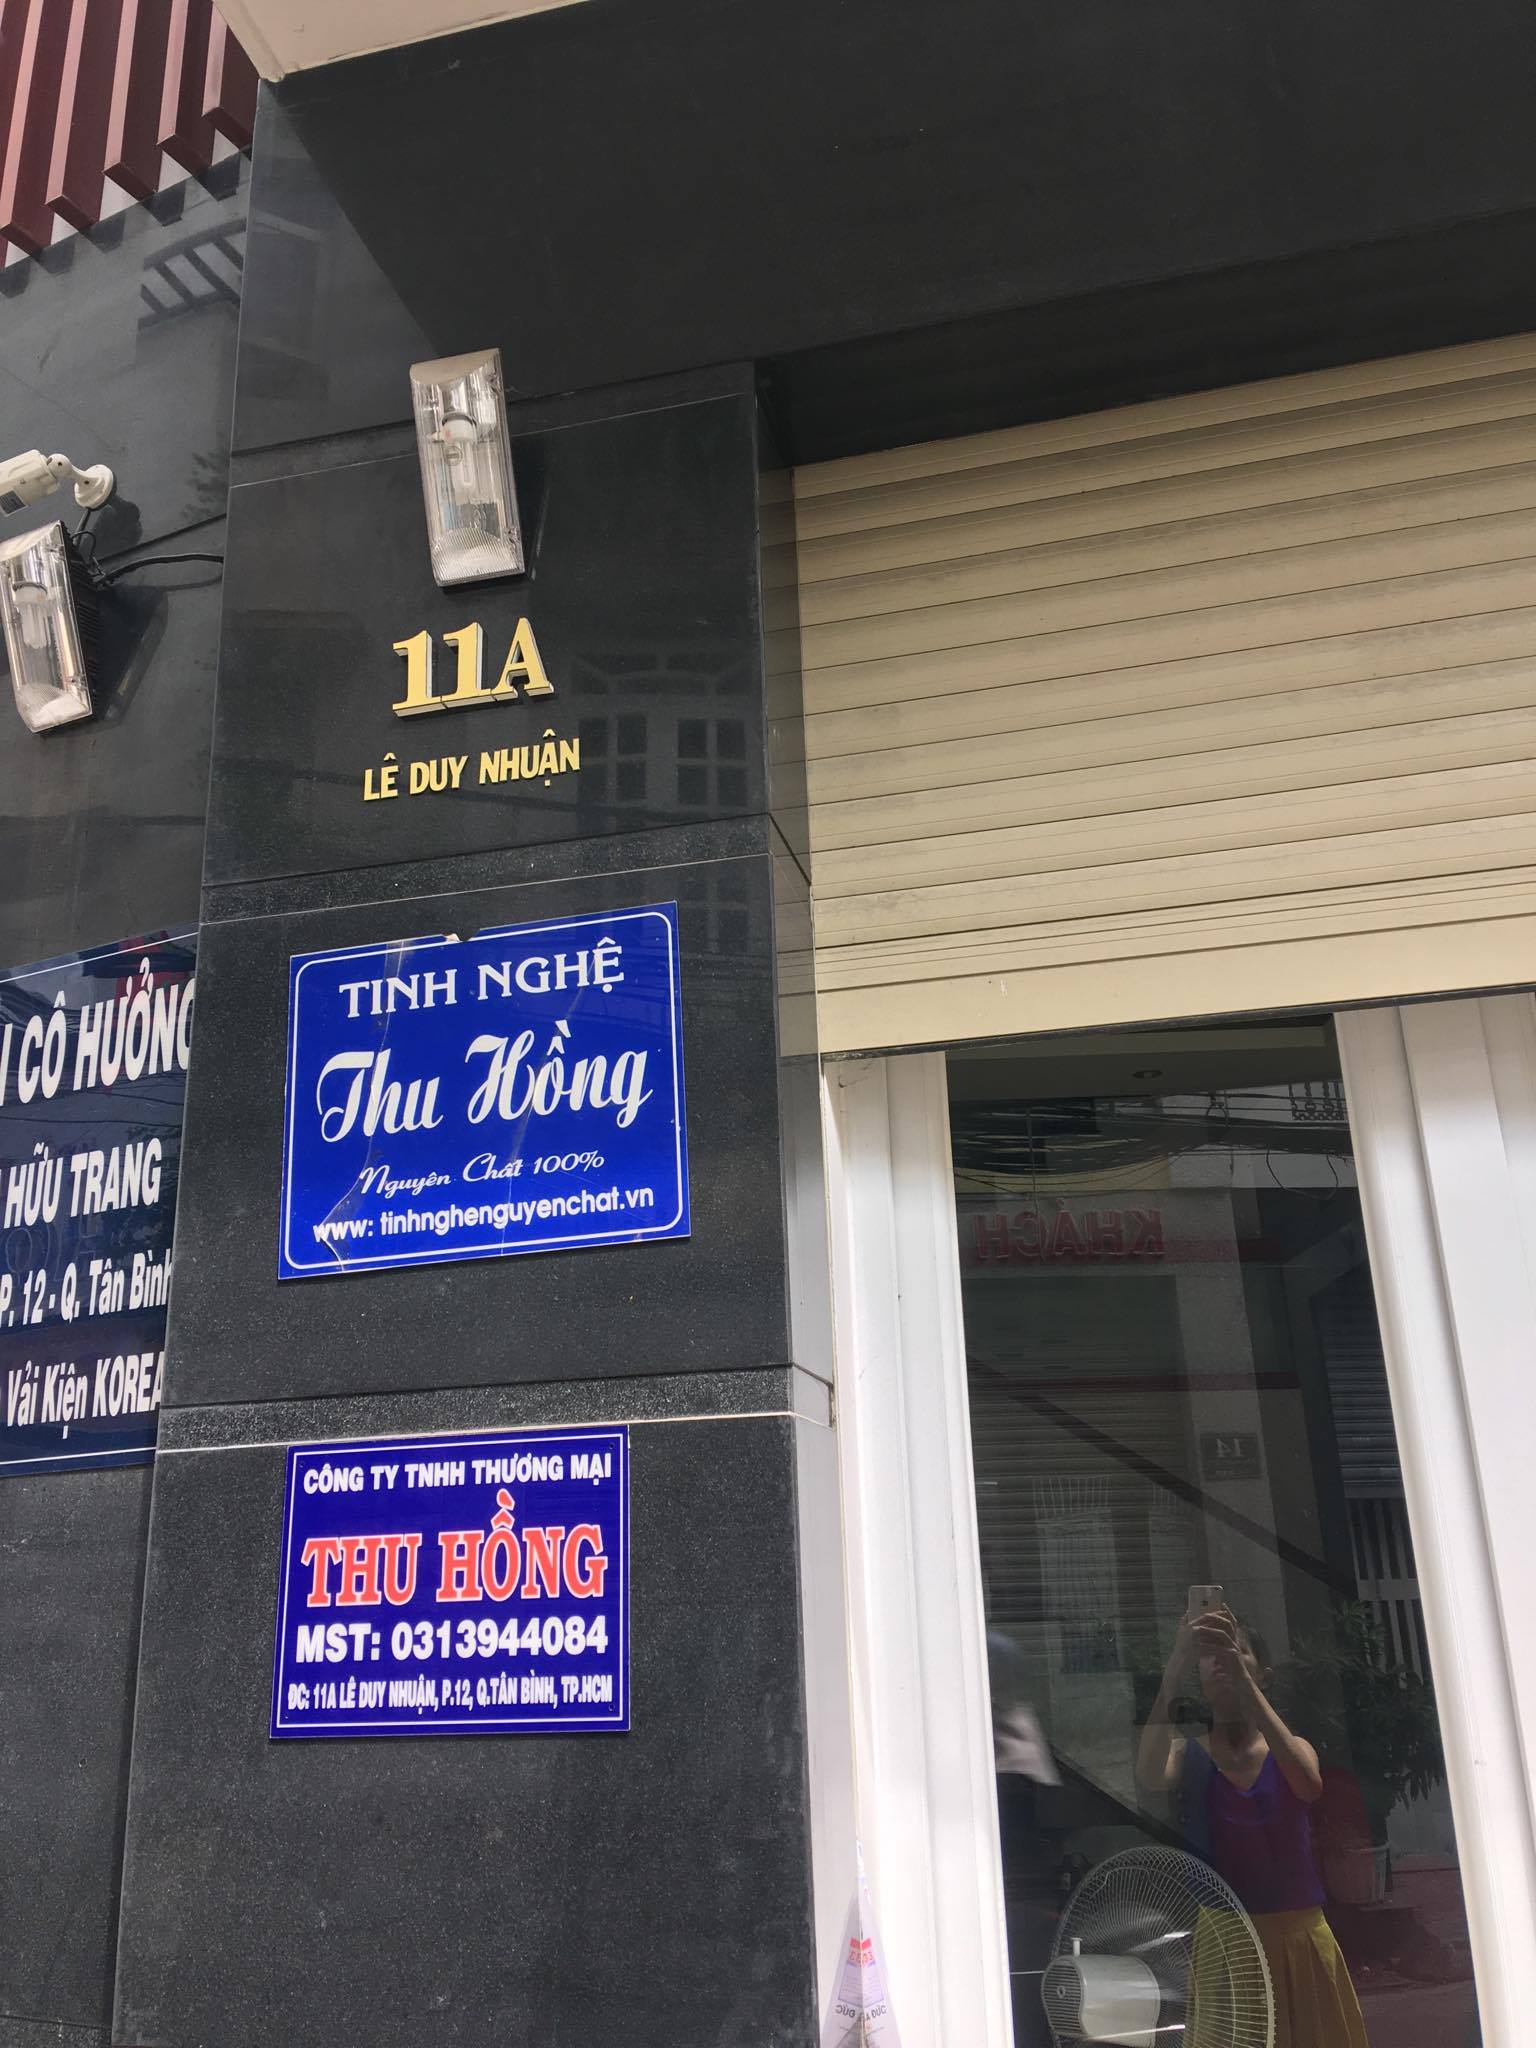 11A
LÊ DUY NHUẬN
TINH NGHỆ
Thu Hồng
Nguyên Chất 100%
www: tinhnghenguyenchat.vn
CÔNG TY TNHH THƯƠNG MẠI
THU HỒNG
MST: 0313944084
ĐC: 11A LÊ DUY NHUẬN, P.12, Q.TÂN BÌNH, TP.HCM
CÔ HƯỞNG
HỮU TRANG
P. 12 - Q. Tân Bình
Vải Kiện KOREA
KHÁCH
14